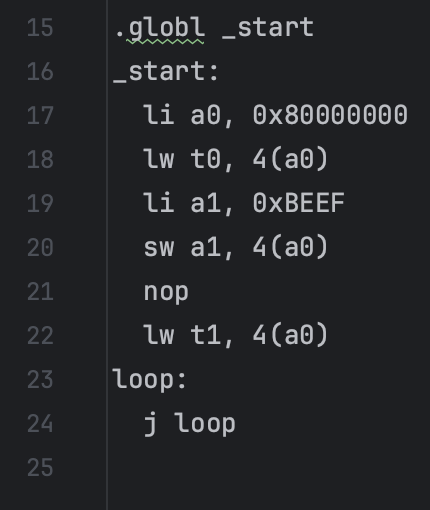 15 .globl _start
16 _start:
17   li a0, 0x80000000
18   lw t0, 4(a0)
19   li a1, 0xBEEF
20   sw a1, 4(a0)
21   nop
22   lw t1, 4(a0)
23 loop:
24   j loop
25